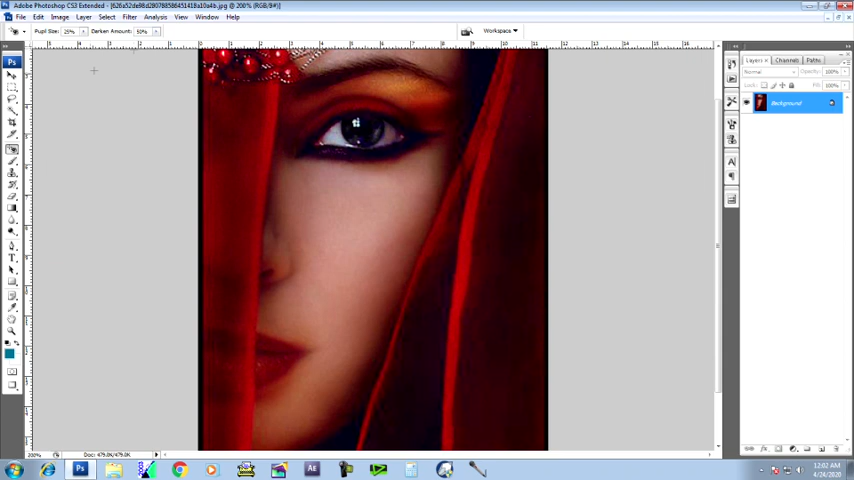 Adobe Photoshop CS3 Extended - [626a52de98d280788586541418a10a4b.jpg @ 200% (RGB/8#)]
File Edit Image Layer Select Filter Analysis View Window Help
Pupil Size: 25% Darken Amount: 50% Workspace
Layers Channels Paths
Normal Opacity: 100%
Lock: Fill: 100%
Background
200% Doc: 479.0K/479.0K
12:02 AM
4/24/2020